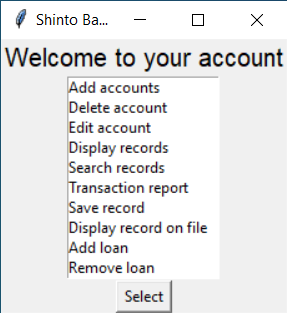 Shinto Ba...
Welcome to your account
Add accounts
Delete account
Edit account
Display records
Search records
Transaction report
Save record
Display record on file
Add loan
Remove loan
Select